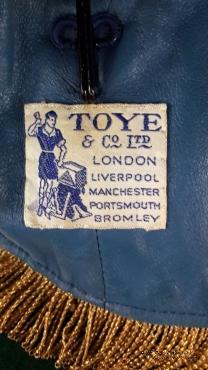 TOYE
& CO LTD
LONDON
LIVERPOOL
MANCHESTER
PORTSMOUTH
BROMLEY